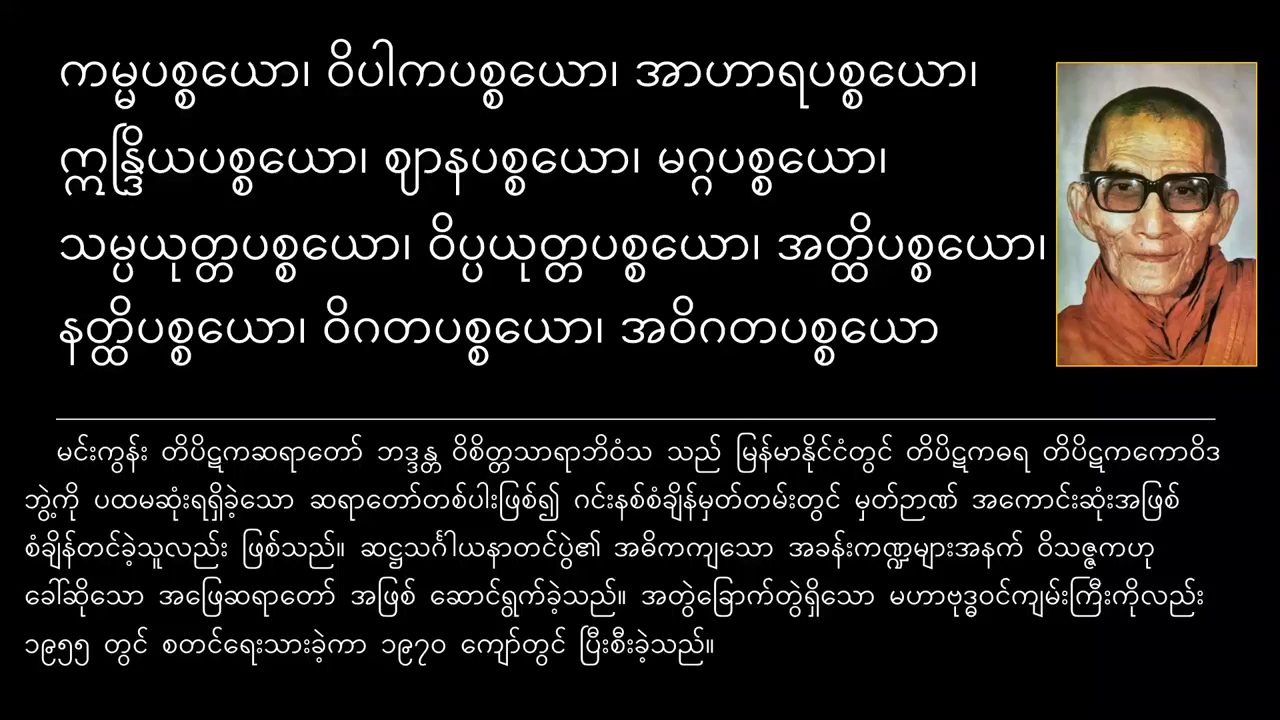 ကမ္မပစ္စယော၊ ဝိပါကပစ္စယော၊ အာဟာရပစ္စယော၊
ဣန္ဒြိယပစ္စယော၊ ဈာနပစ္စယော၊ မဂ္ဂပစ္စယော၊
သမ္ပယုတ္တပစ္စယော၊ ဝိပ္ပယုတ္တပစ္စယော၊ အတ္ထိပစ္စယော၊
နတ္ထိပစ္စယော၊ ဝိဂတပစ္စယော၊ အဝိဂတပစ္စယော
မင်းကွန်း တိပိဋကဆရာတော် ဘဒ္ဒန္တ ဝိစိတ္တသာရာဘိဝံသ သည် မြန်မာနိုင်ငံတွင် တိပိဋကဓရ တိပိဋကကောဝိဒ
ဘွဲ့ကို ပထမဆုံးရရှိခဲ့သော ဆရာတော်တစ်ပါးဖြစ်၍ ဂင်းနစ်စံချိန်မှတ်တမ်းတွင် မှတ်ဉာဏ် အကောင်းဆုံးအဖြစ်
စံချိန်တင်ခဲ့သူလည်း ဖြစ်သည်။ ဆဋ္ဌသင်္ဂါယနာတင်ပွဲ၏ အဓိကကျသော အခန်းကဏ္ဍများအနက် ဝိသဇ္ဇကဟု
ခေါ်ဆိုသော အဖြေဆရာတော် အဖြစ် ဆောင်ရွက်ခဲ့သည်။ အတွဲခြောက်တွဲရှိသော မဟာဗုဒ္ဓဝင်ကျမ်းကြီးကိုလည်း
၁၉၅၅ တွင် စတင်ရေးသားခဲ့ကာ ၁၉၇၀ ကျော်တွင် ပြီးစီးခဲ့သည်။